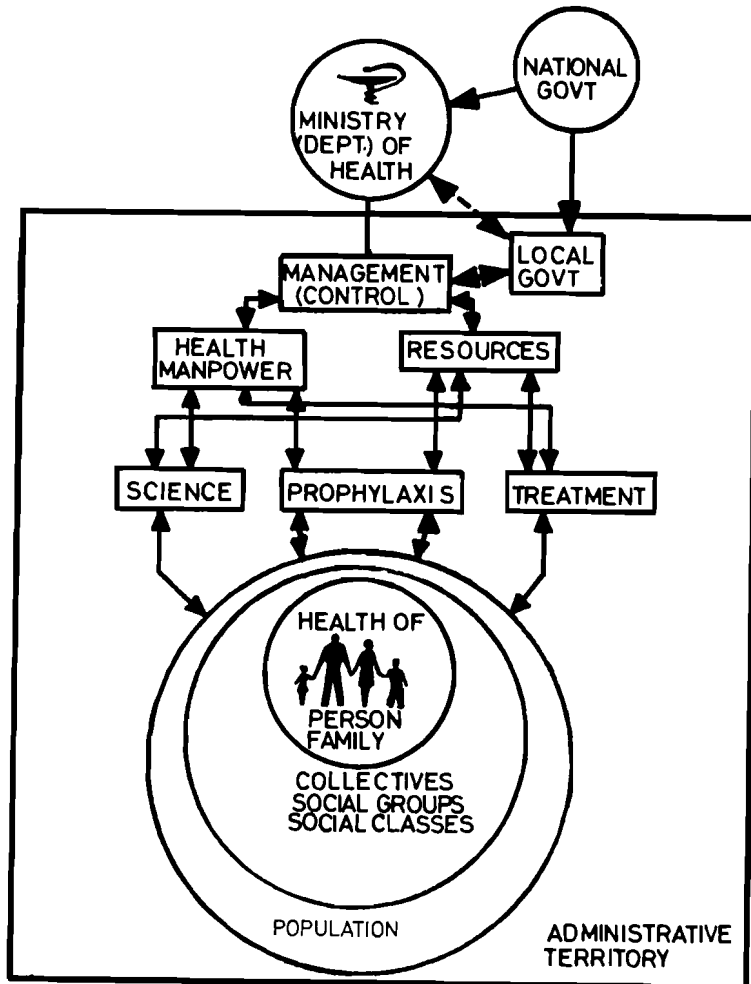 NATIONAL
GOVT
MINISTRY
(DEPT.) OF
HEALTH
LOCAL
GOVT
MANAGEMENT
(CONTROL)
HEALTH
MANPOWER
RESOURCES
SCIENCE
PROPHYLAXIS
TREATMENT
HEALTH OF
PERSON
FAMILY
COLLECTIVES
SOCIAL GROUPS
SOCIAL CLASSES
POPULATION
ADMINISTRATIVE
TERRITORY